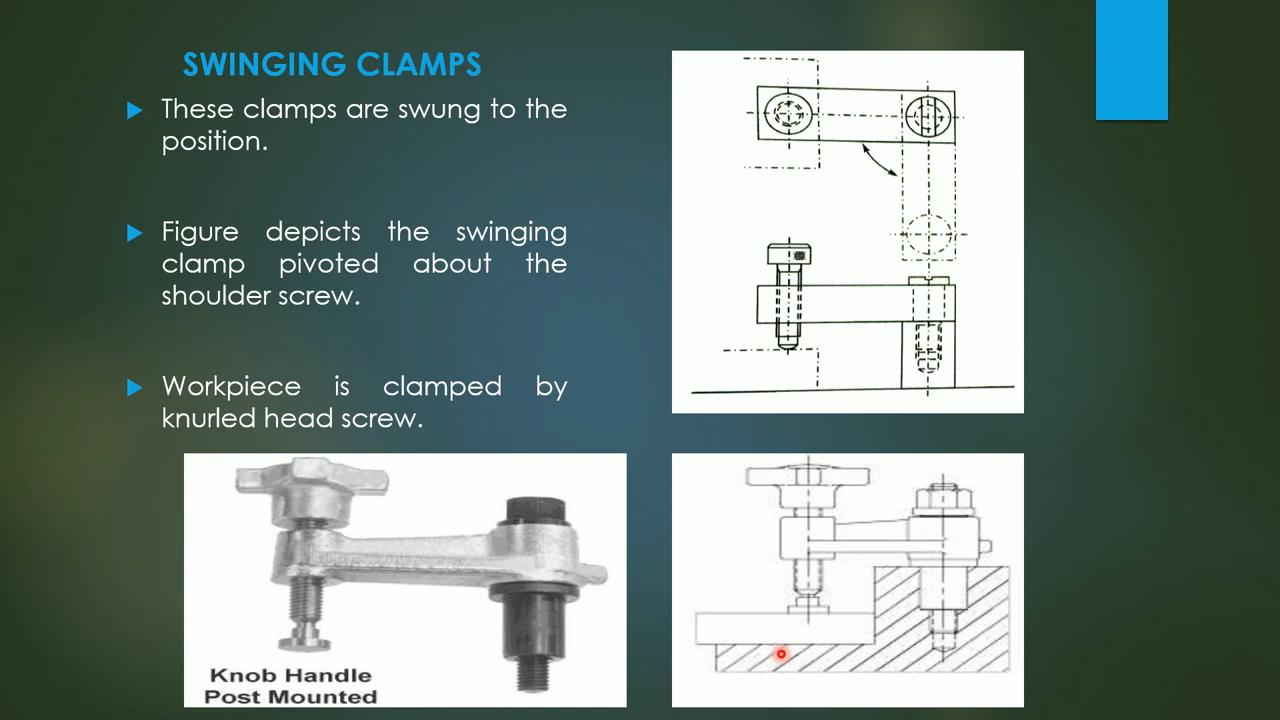 SWINGING CLAMPS
These clamps are swung to the
position.
Figure depicts the swinging
clamp pivoted about the
shoulder screw.
Workpiece is clamped by
knurled head screw.
Knob Handle
Post Mounted